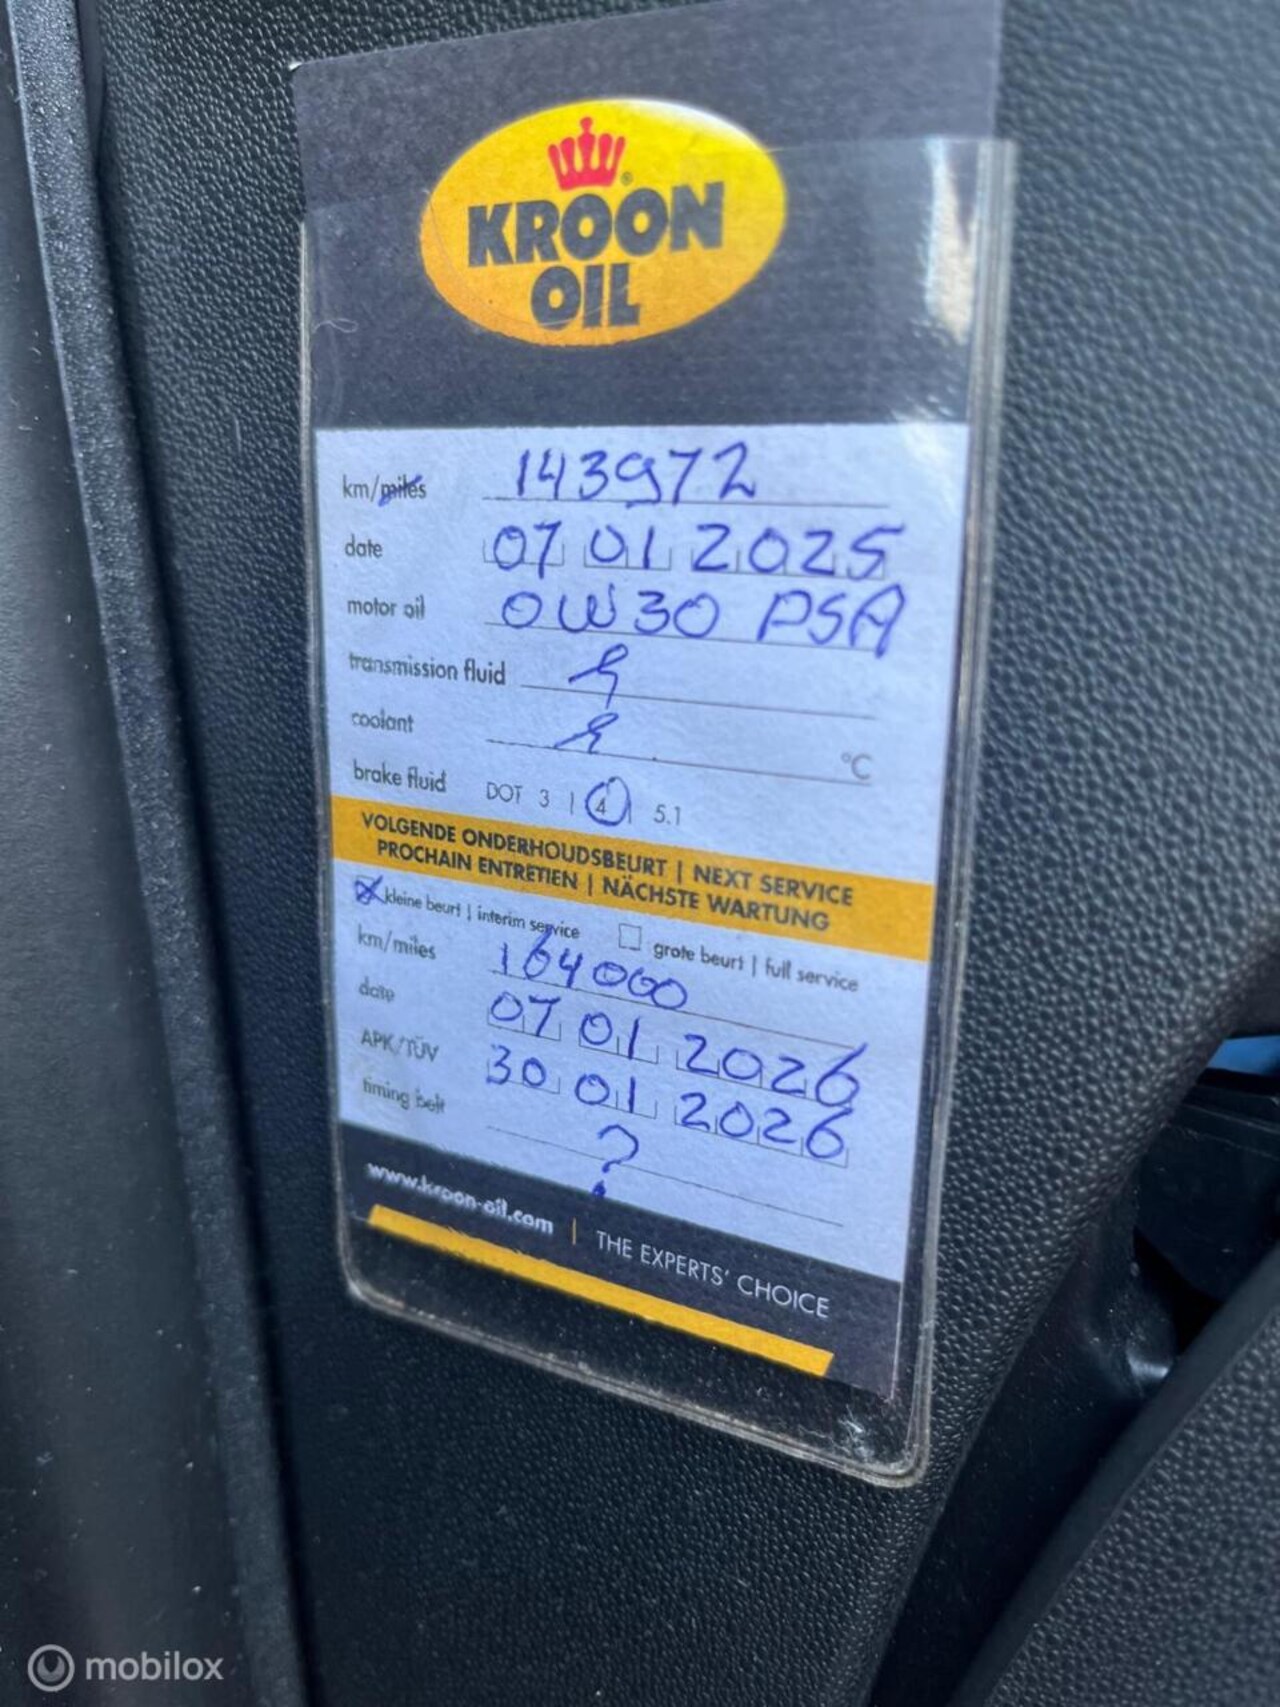 KROON
OIL
km/miles 143972
date 07 01 2025
motor oil 0W30 PSA
transmission fluid
coolant °C
brake fluid DOT 3 | 4 | 5.1
VOLGENDE ONDERHOUDSBEURT | NEXT SERVICE
PROCHAIN ENTRETIEN | NÄCHSTE WARTUNG
kleine beurt | interim service grote beurt | full service
km/miles 164000
date 07 01 2026
APK/TÜV 30 01 2026
timing belt ?
www.kroon-oil.com | THE EXPERTS' CHOICE
mobilox